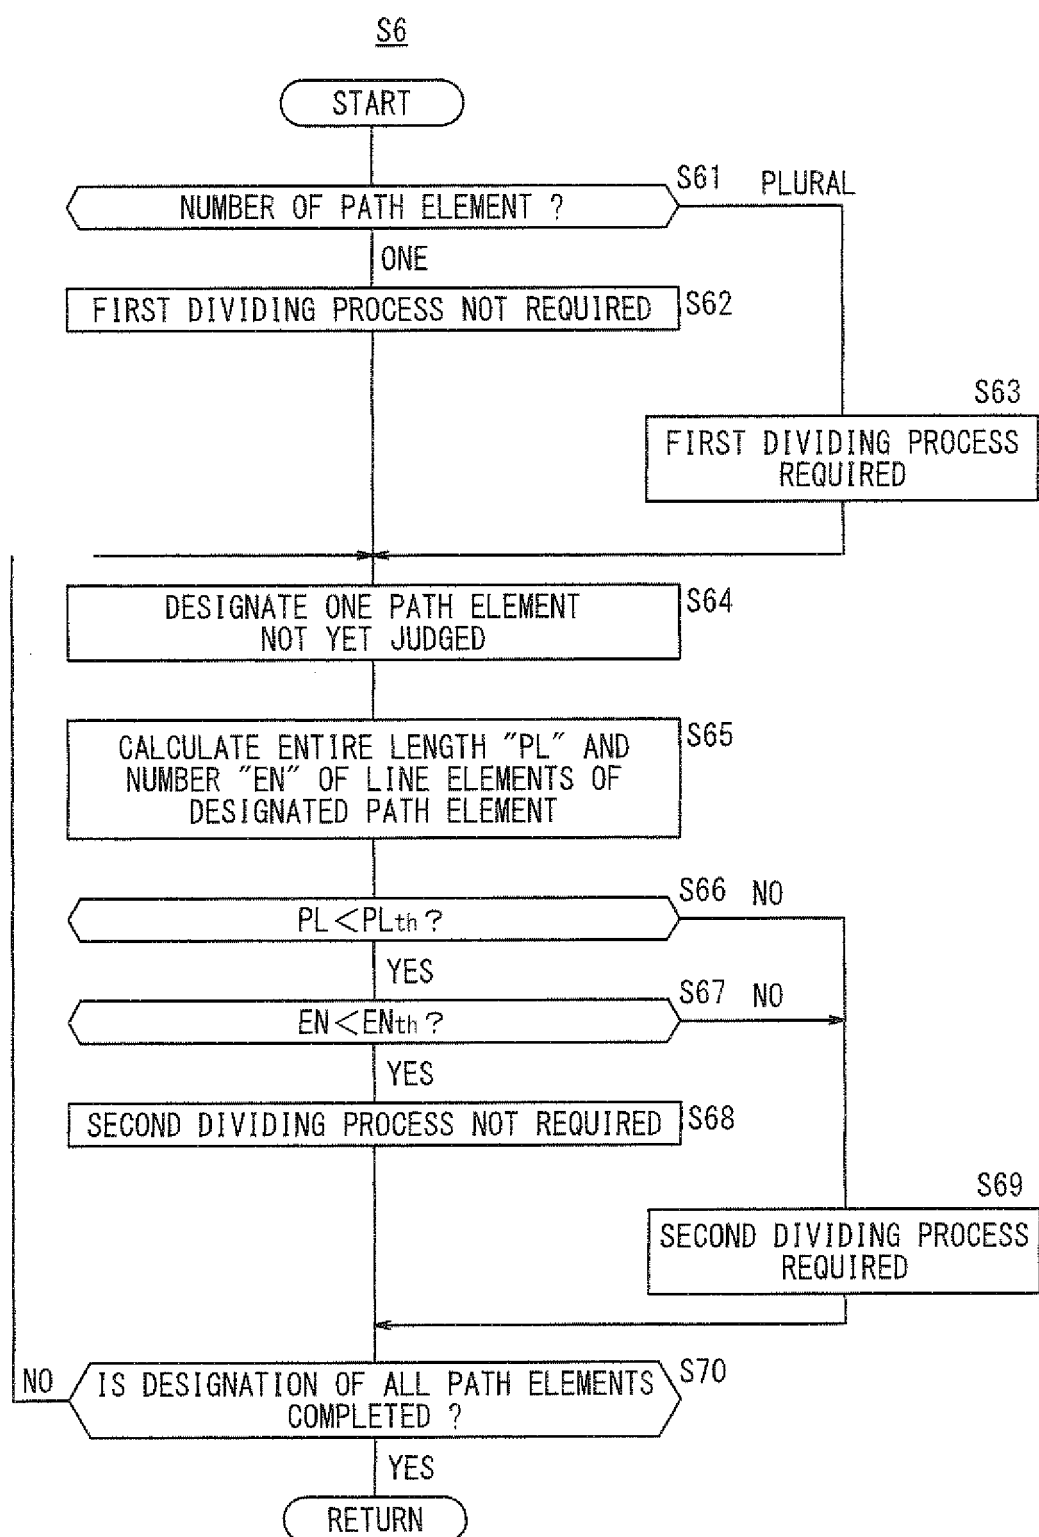 S6
START
S61
PLURAL
NUMBER OF PATH ELEMENT ?
ONE
FIRST DIVIDING PROCESS NOT REQUIRED
S62
S63
FIRST DIVIDING PROCESS
REQUIRED
DESIGNATE ONE PATH ELEMENT
NOT YET JUDGED
S64
CALCULATE ENTIRE LENGTH "PL" AND
NUMBER "EN" OF LINE ELEMENTS OF
DESIGNATED PATH ELEMENT
S65
S66
NO
PL<PLth?
YES
S67
NO
EN<ENth?
YES
SECOND DIVIDING PROCESS NOT REQUIRED
S68
S69
SECOND DIVIDING PROCESS
REQUIRED
NO
IS DESIGNATION OF ALL PATH ELEMENTS
COMPLETED ?
S70
YES
RETURN